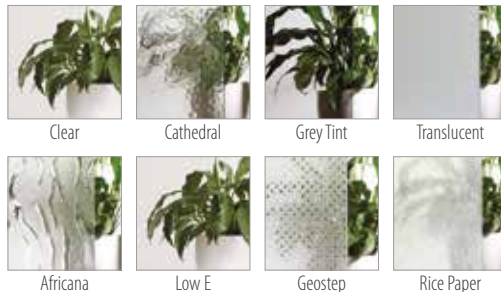 Clear
Cathedral
Grey Tint
Translucent
Africana
Low E
Geostep
Rice Paper